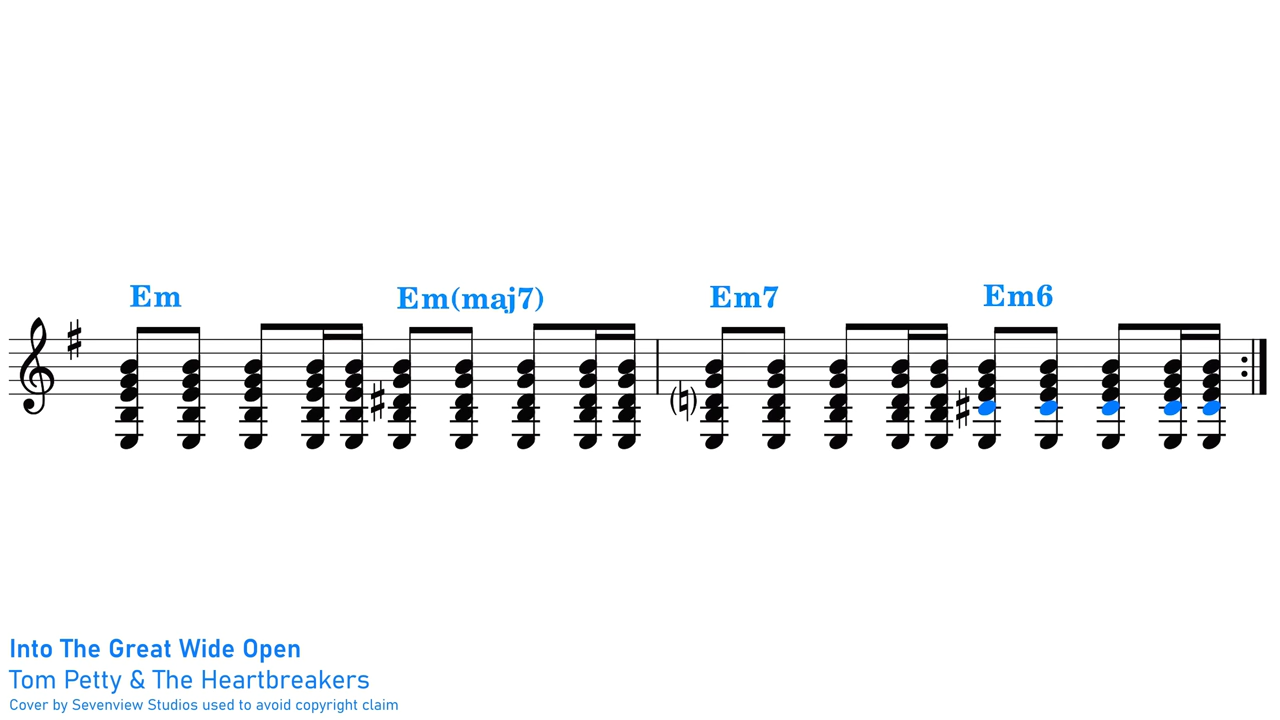 Em Em(maj7) Em7 Em6
Into The Great Wide Open
Tom Petty & The Heartbreakers
Cover by Sevenview Studios used to avoid copyright claim